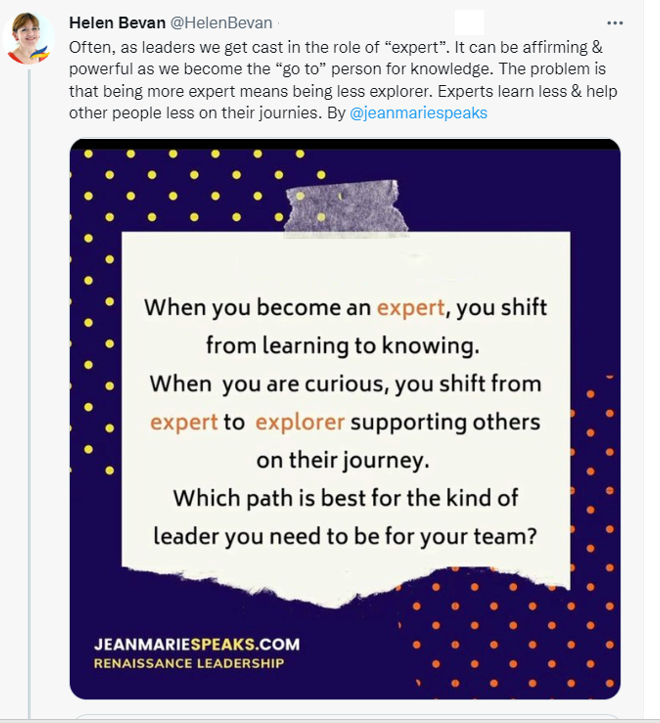 Helen Bevan @HelenBevan ·
Often, as leaders we get cast in the role of “expert”. It can be affirming &
powerful as we become the “go to” person for knowledge. The problem is
that being more expert means being less explorer. Experts learn less & help
other people less on their journies. By @jeanmariespeaks
When you become an expert, you shift
from learning to knowing.
When you are curious, you shift from
expert to explorer supporting others
on their journey.
Which path is best for the kind of
leader you need to be for your team?
JEANMARIESPEAKS.COM
RENAISSANCE LEADERSHIP